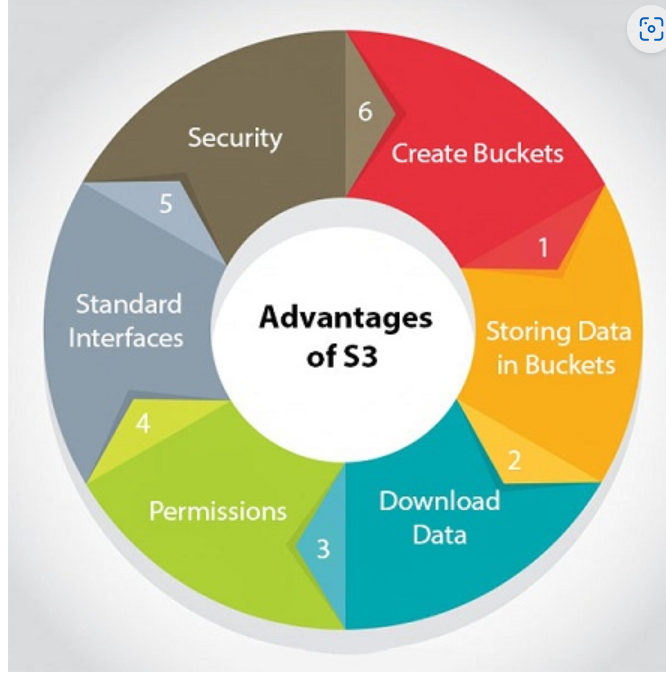 Advantages
of S3
Create Buckets
1
Storing Data
in Buckets
2
Download
Data
3
Permissions
4
Standard
Interfaces
5
Security
6